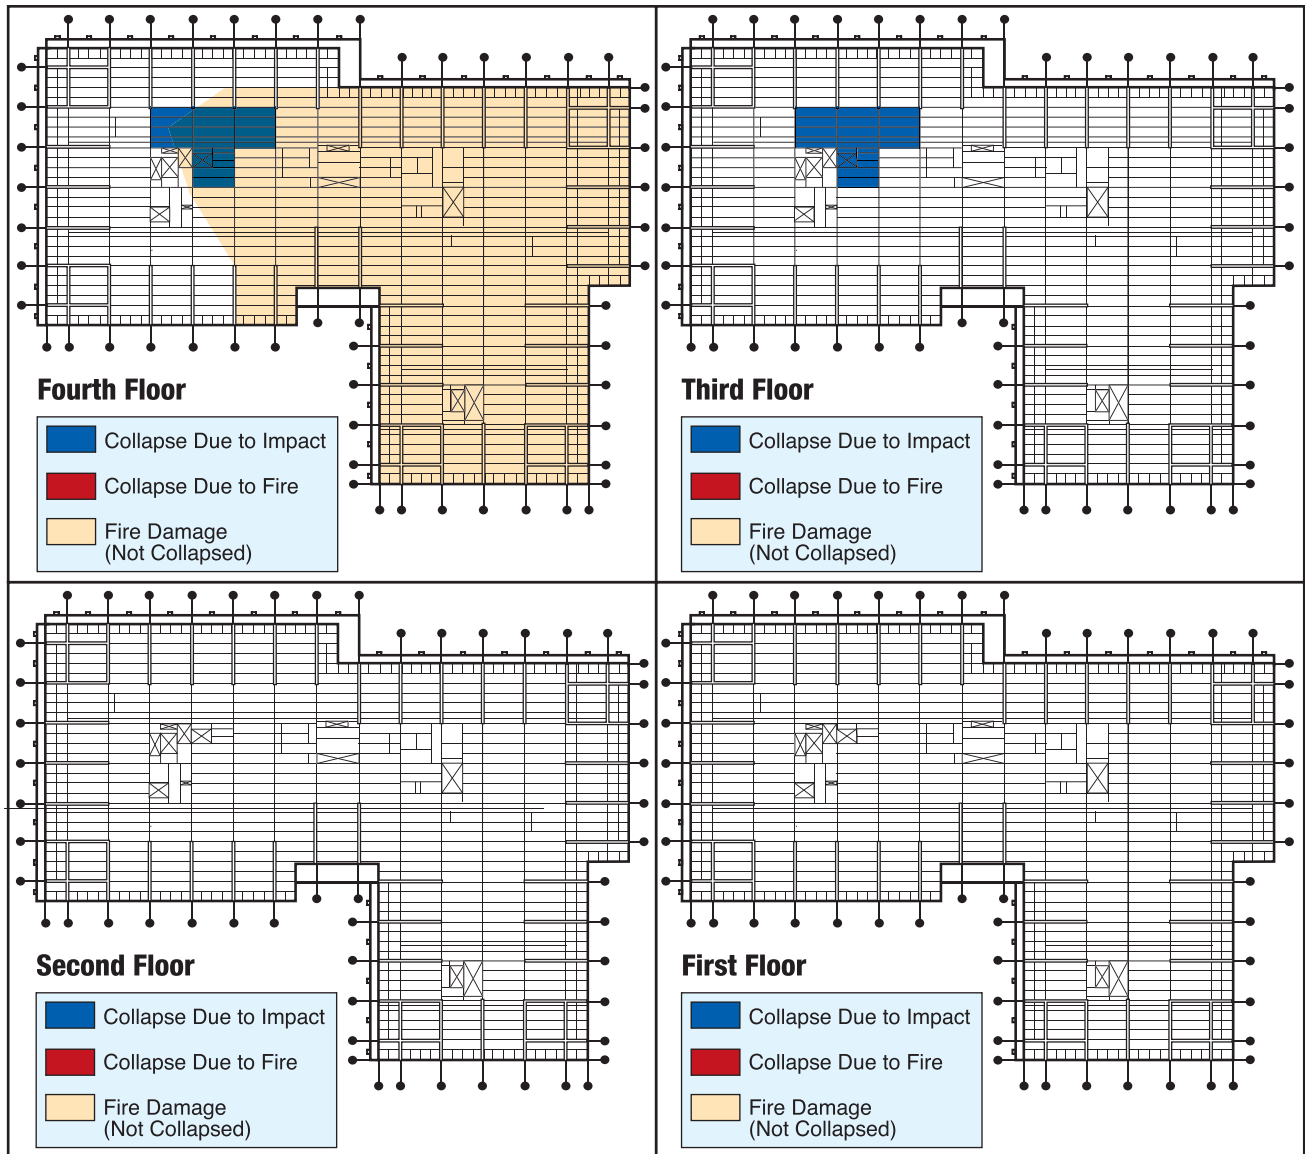 Fourth Floor
Collapse Due to Impact
Collapse Due to Fire
Fire Damage
(Not Collapsed)
Third Floor
Collapse Due to Impact
Collapse Due to Fire
Fire Damage
(Not Collapsed)
Second Floor
Collapse Due to Impact
Collapse Due to Fire
Fire Damage
(Not Collapsed)
First Floor
Collapse Due to Impact
Collapse Due to Fire
Fire Damage
(Not Collapsed)